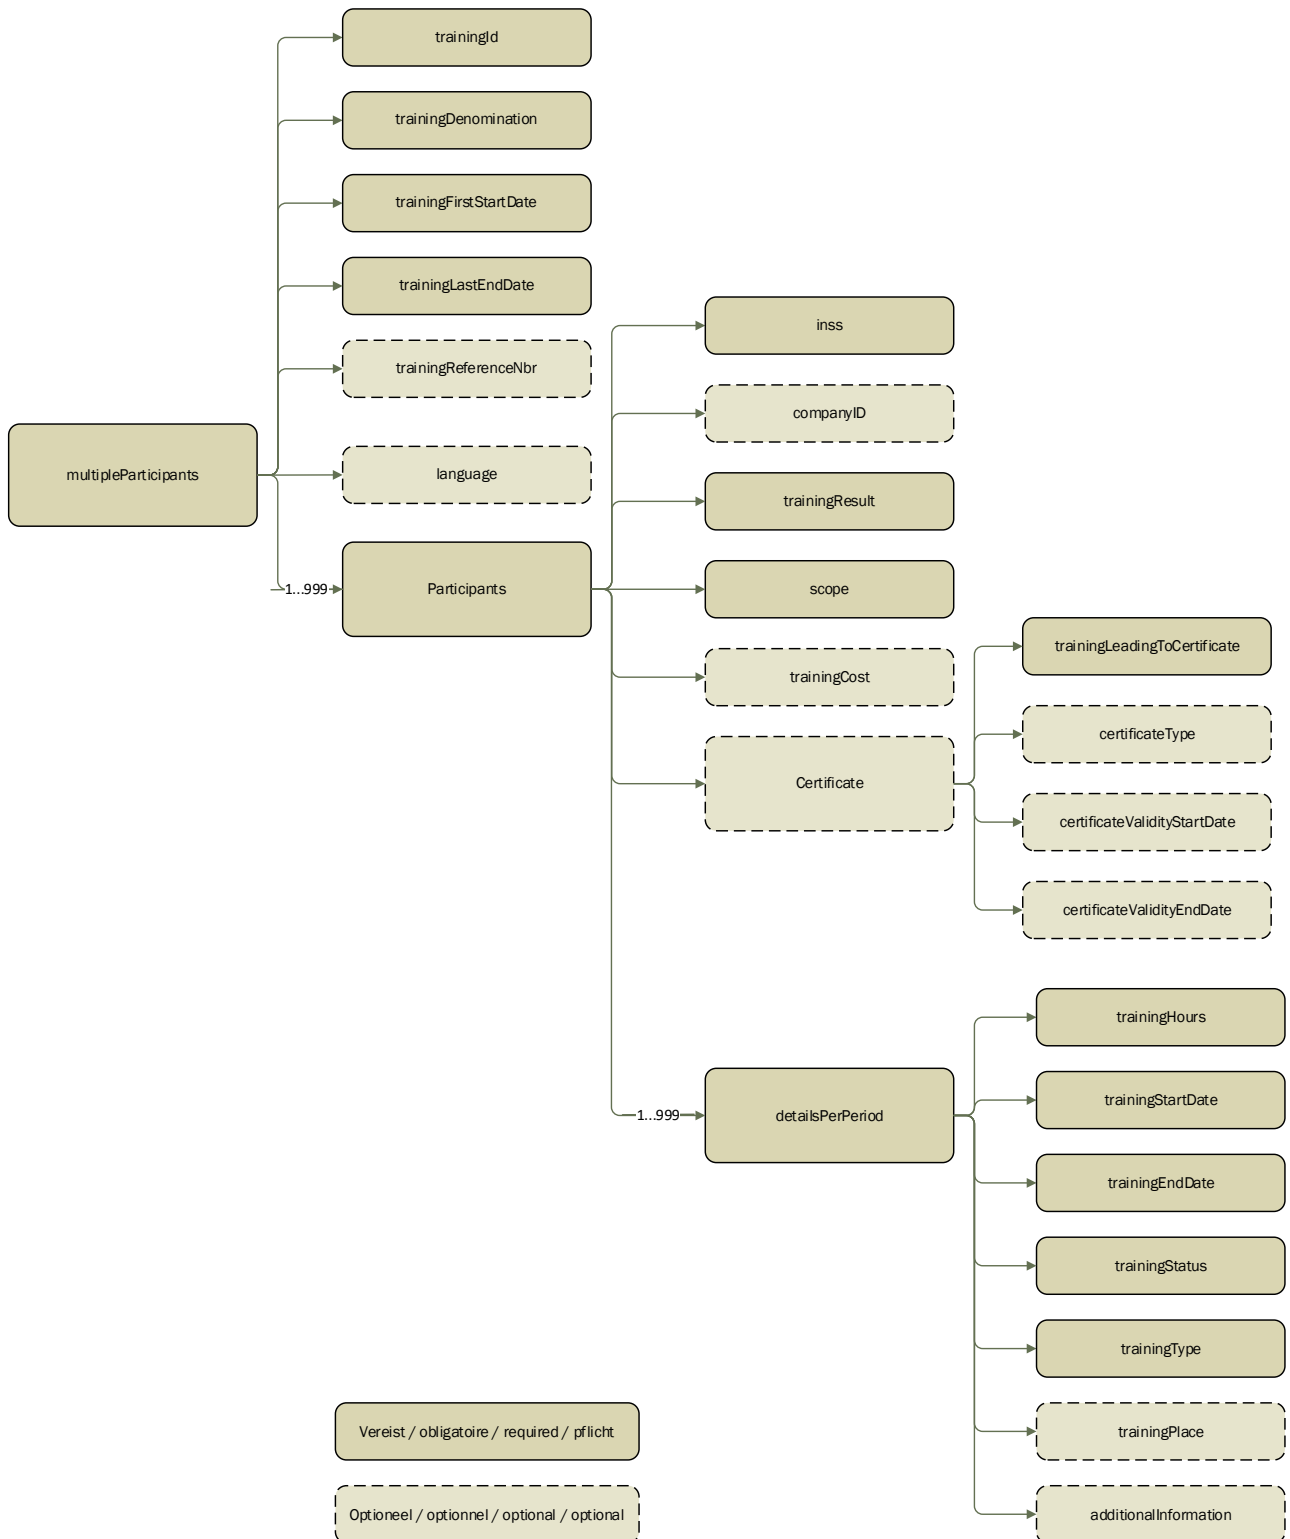 trainingId
trainingDenomination
trainingFirstStartDate
trainingLastEndDate
trainingReferenceNbr
language
multipleParticipants
1...999
Participants
inss
companyID
trainingResult
scope
trainingCost
Certificate
trainingLeadingToCertificate
certificateType
certificateValidityStartDate
certificateValidityEndDate
1...999
detailsPerPeriod
trainingHours
trainingStartDate
trainingEndDate
trainingStatus
trainingType
trainingPlace
additionalInformation
Vereist / obligatoire / required / pflicht
Optioneel / optionnel / optional / optional